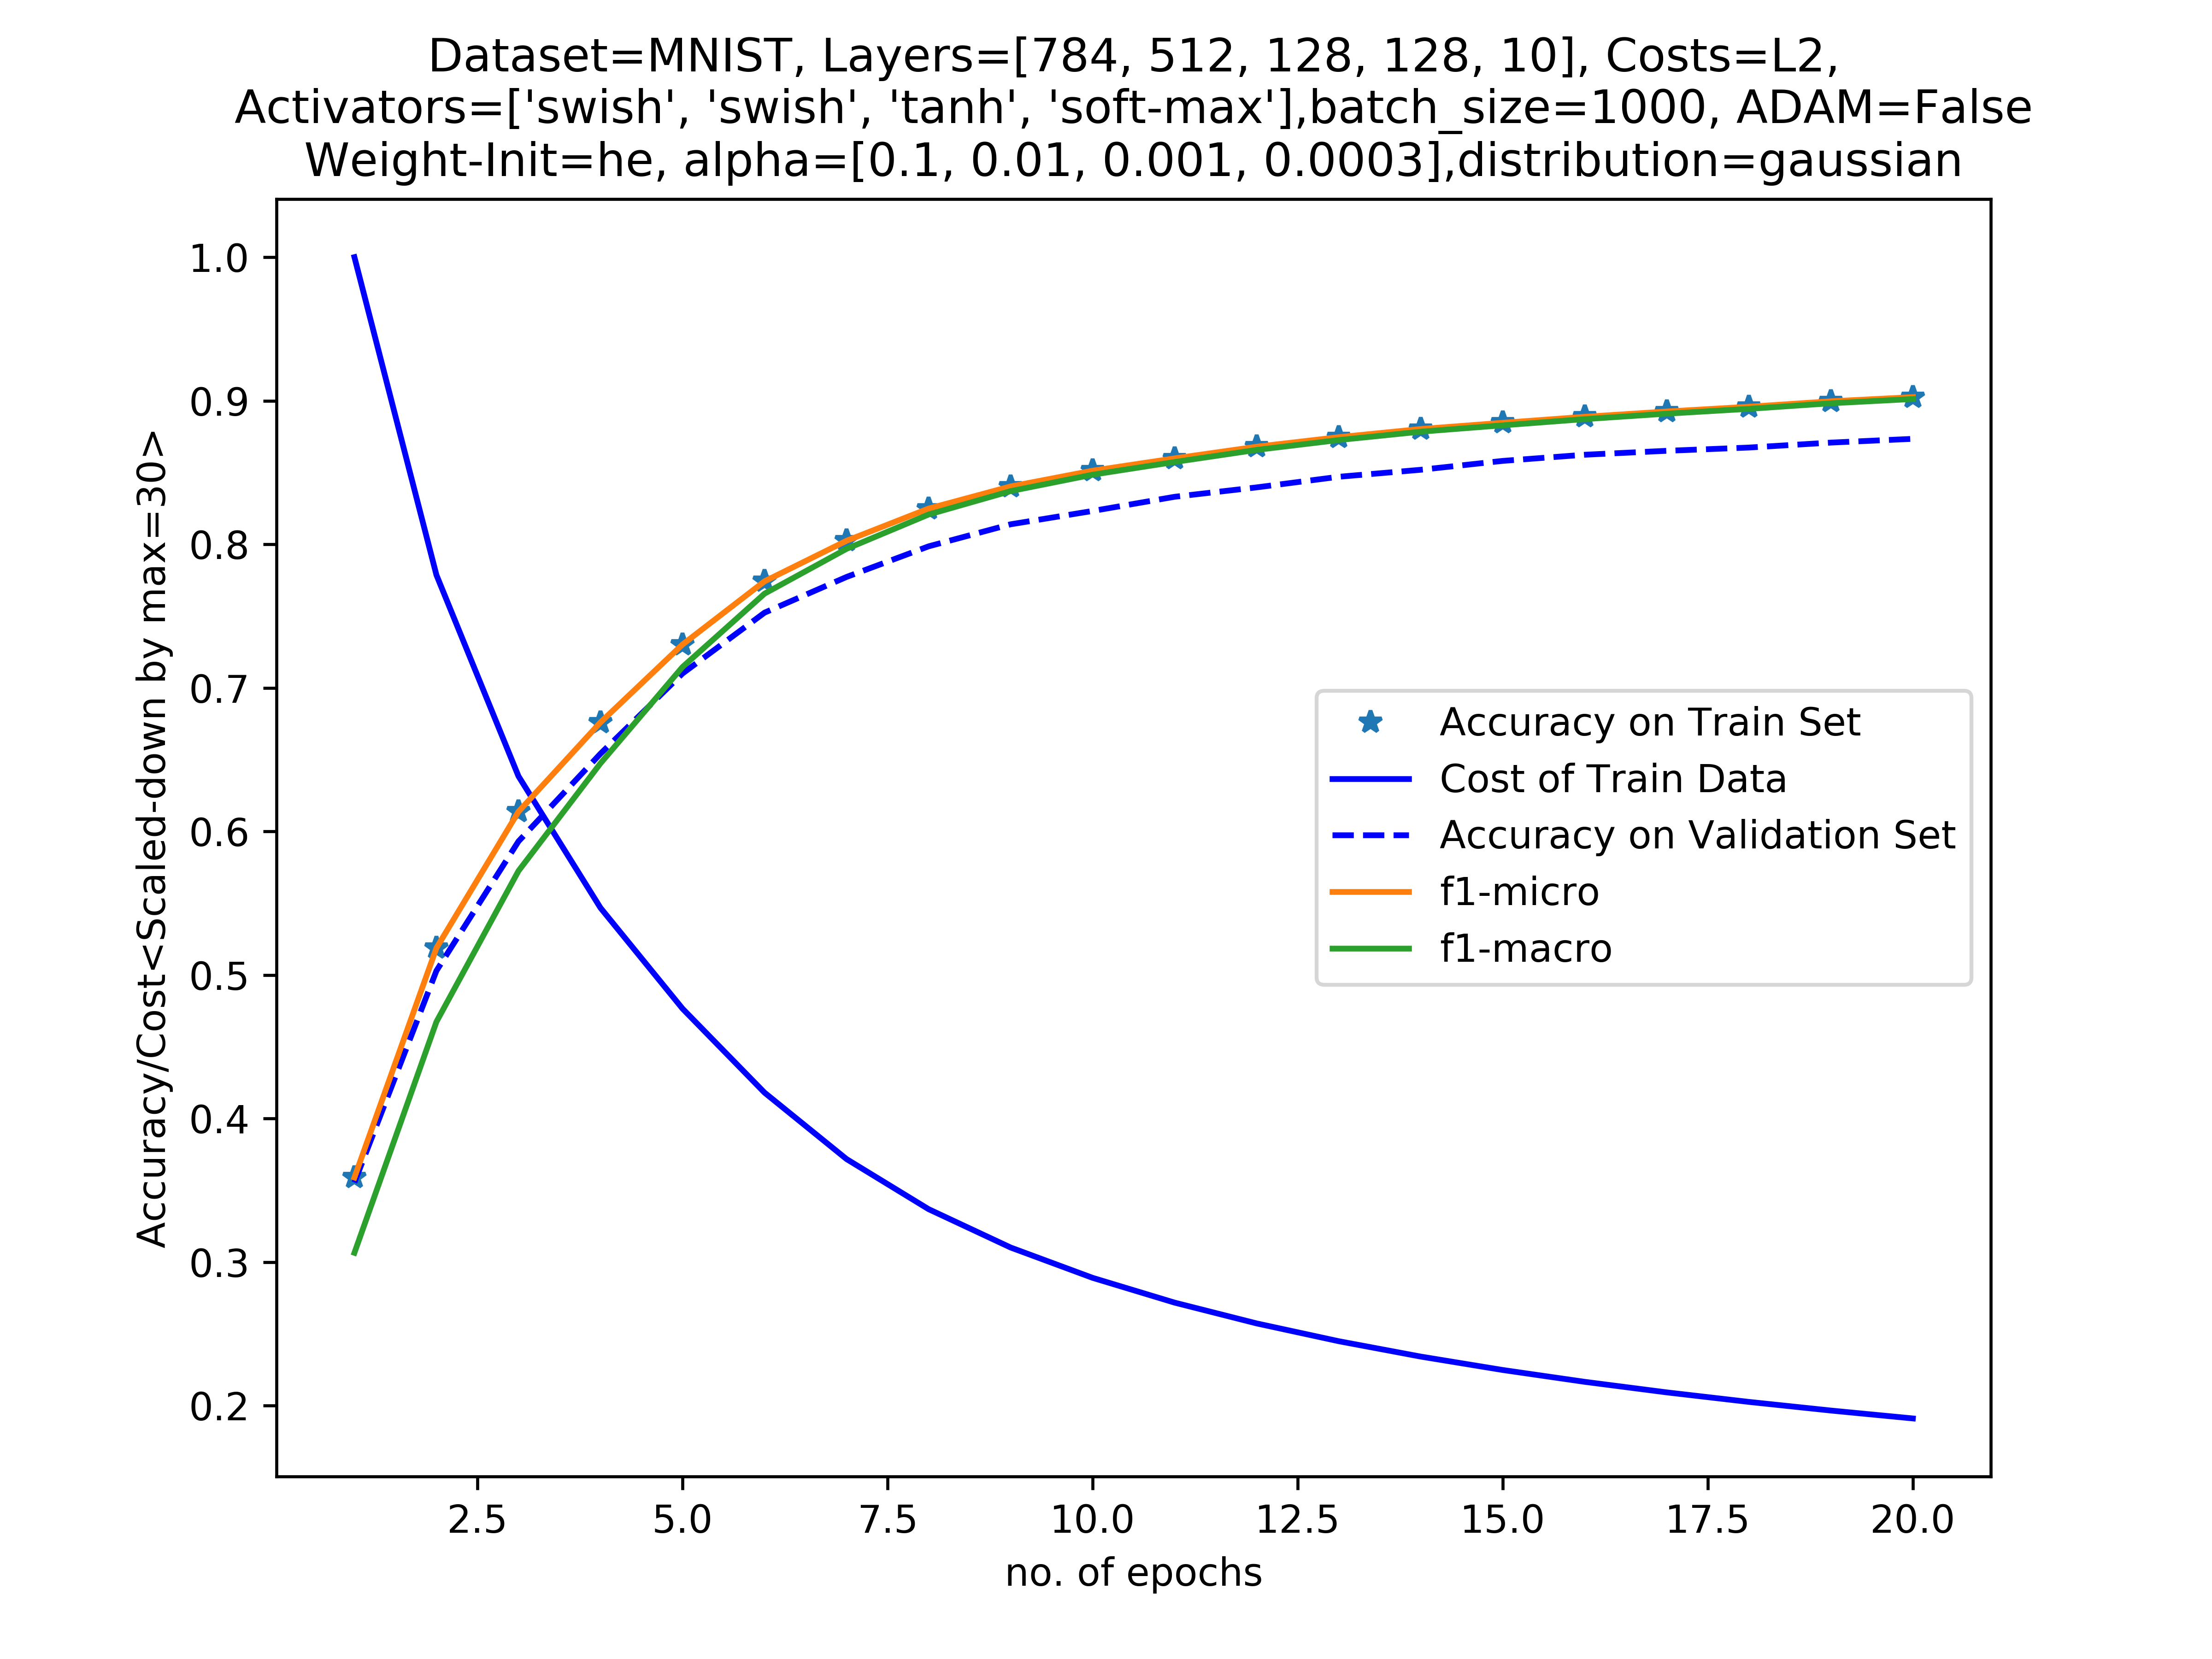 Dataset=MNIST, Layers=[784, 512, 128, 128, 10], Costs=L2,
Activators=['swish', 'swish', 'tanh', 'soft-max'],batch_size=1000, ADAM=False
Weight-Init=he, alpha=[0.1, 0.01, 0.001, 0.0003],distribution=gaussian
Accuracy/Cost<Scaled-down by max=30>
1.0
0.9
0.8
0.7
0.6
0.5
0.4
0.3
0.2
Accuracy on Train Set
Cost of Train Data
Accuracy on Validation Set
f1-micro
f1-macro
2.5 5.0 7.5 10.0 12.5 15.0 17.5 20.0
no. of epochs